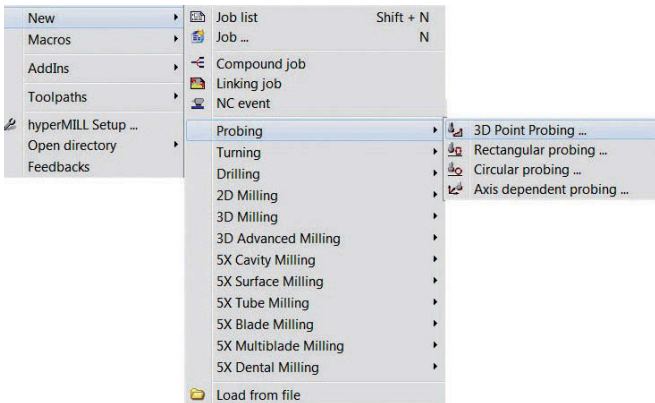 New
Macros
AddIns
Toolpaths
hyperMILL Setup ...
Open directory
Feedbacks
Job list Shift + N
Job ... N
Compound job
Linking job
NC event
Probing
Turning
Drilling
2D Milling
3D Milling
3D Advanced Milling
5X Cavity Milling
5X Surface Milling
5X Tube Milling
5X Blade Milling
5X Multiblade Milling
5X Dental Milling
Load from file
3D Point Probing ...
Rectangular probing ...
Circular probing ...
Axis dependent probing ...